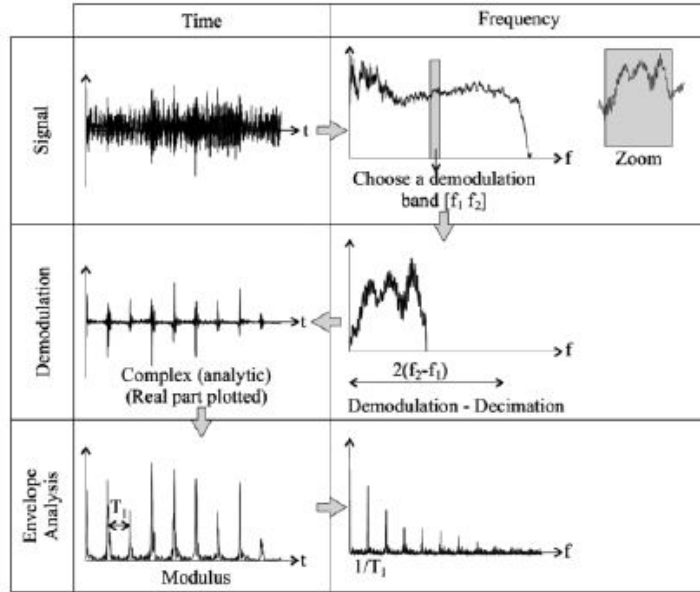 Time
Frequency
Signal
t
f
Zoom
Choose a demodulation
band [f₁ f₂]
Demodulation
t
f
Complex (analytic)
(Real part plotted)
2(f₂-f₁)
Demodulation - Decimation
Envelope
Analysis
T₁
t
Modulus
f
1/T₁